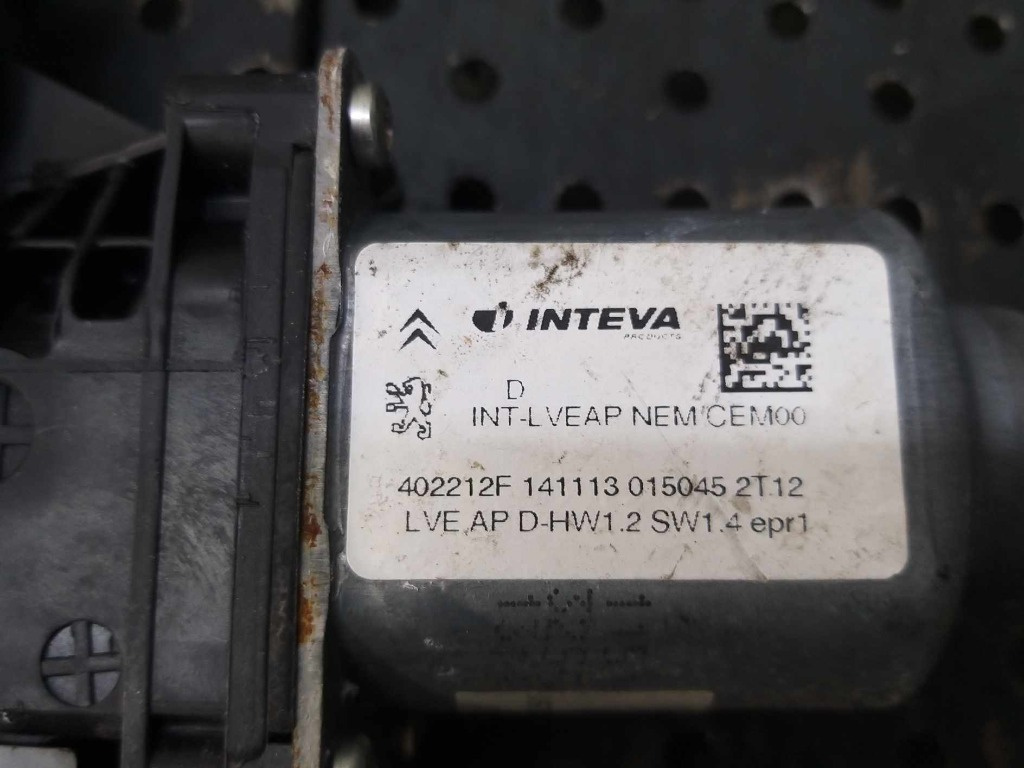 INTEVA
PRODUCTS
D
INT-LVEAP NEM/CEM00
402212F 141113 015045 2T12
LVE AP D-HW1.2 SW1.4 epr1